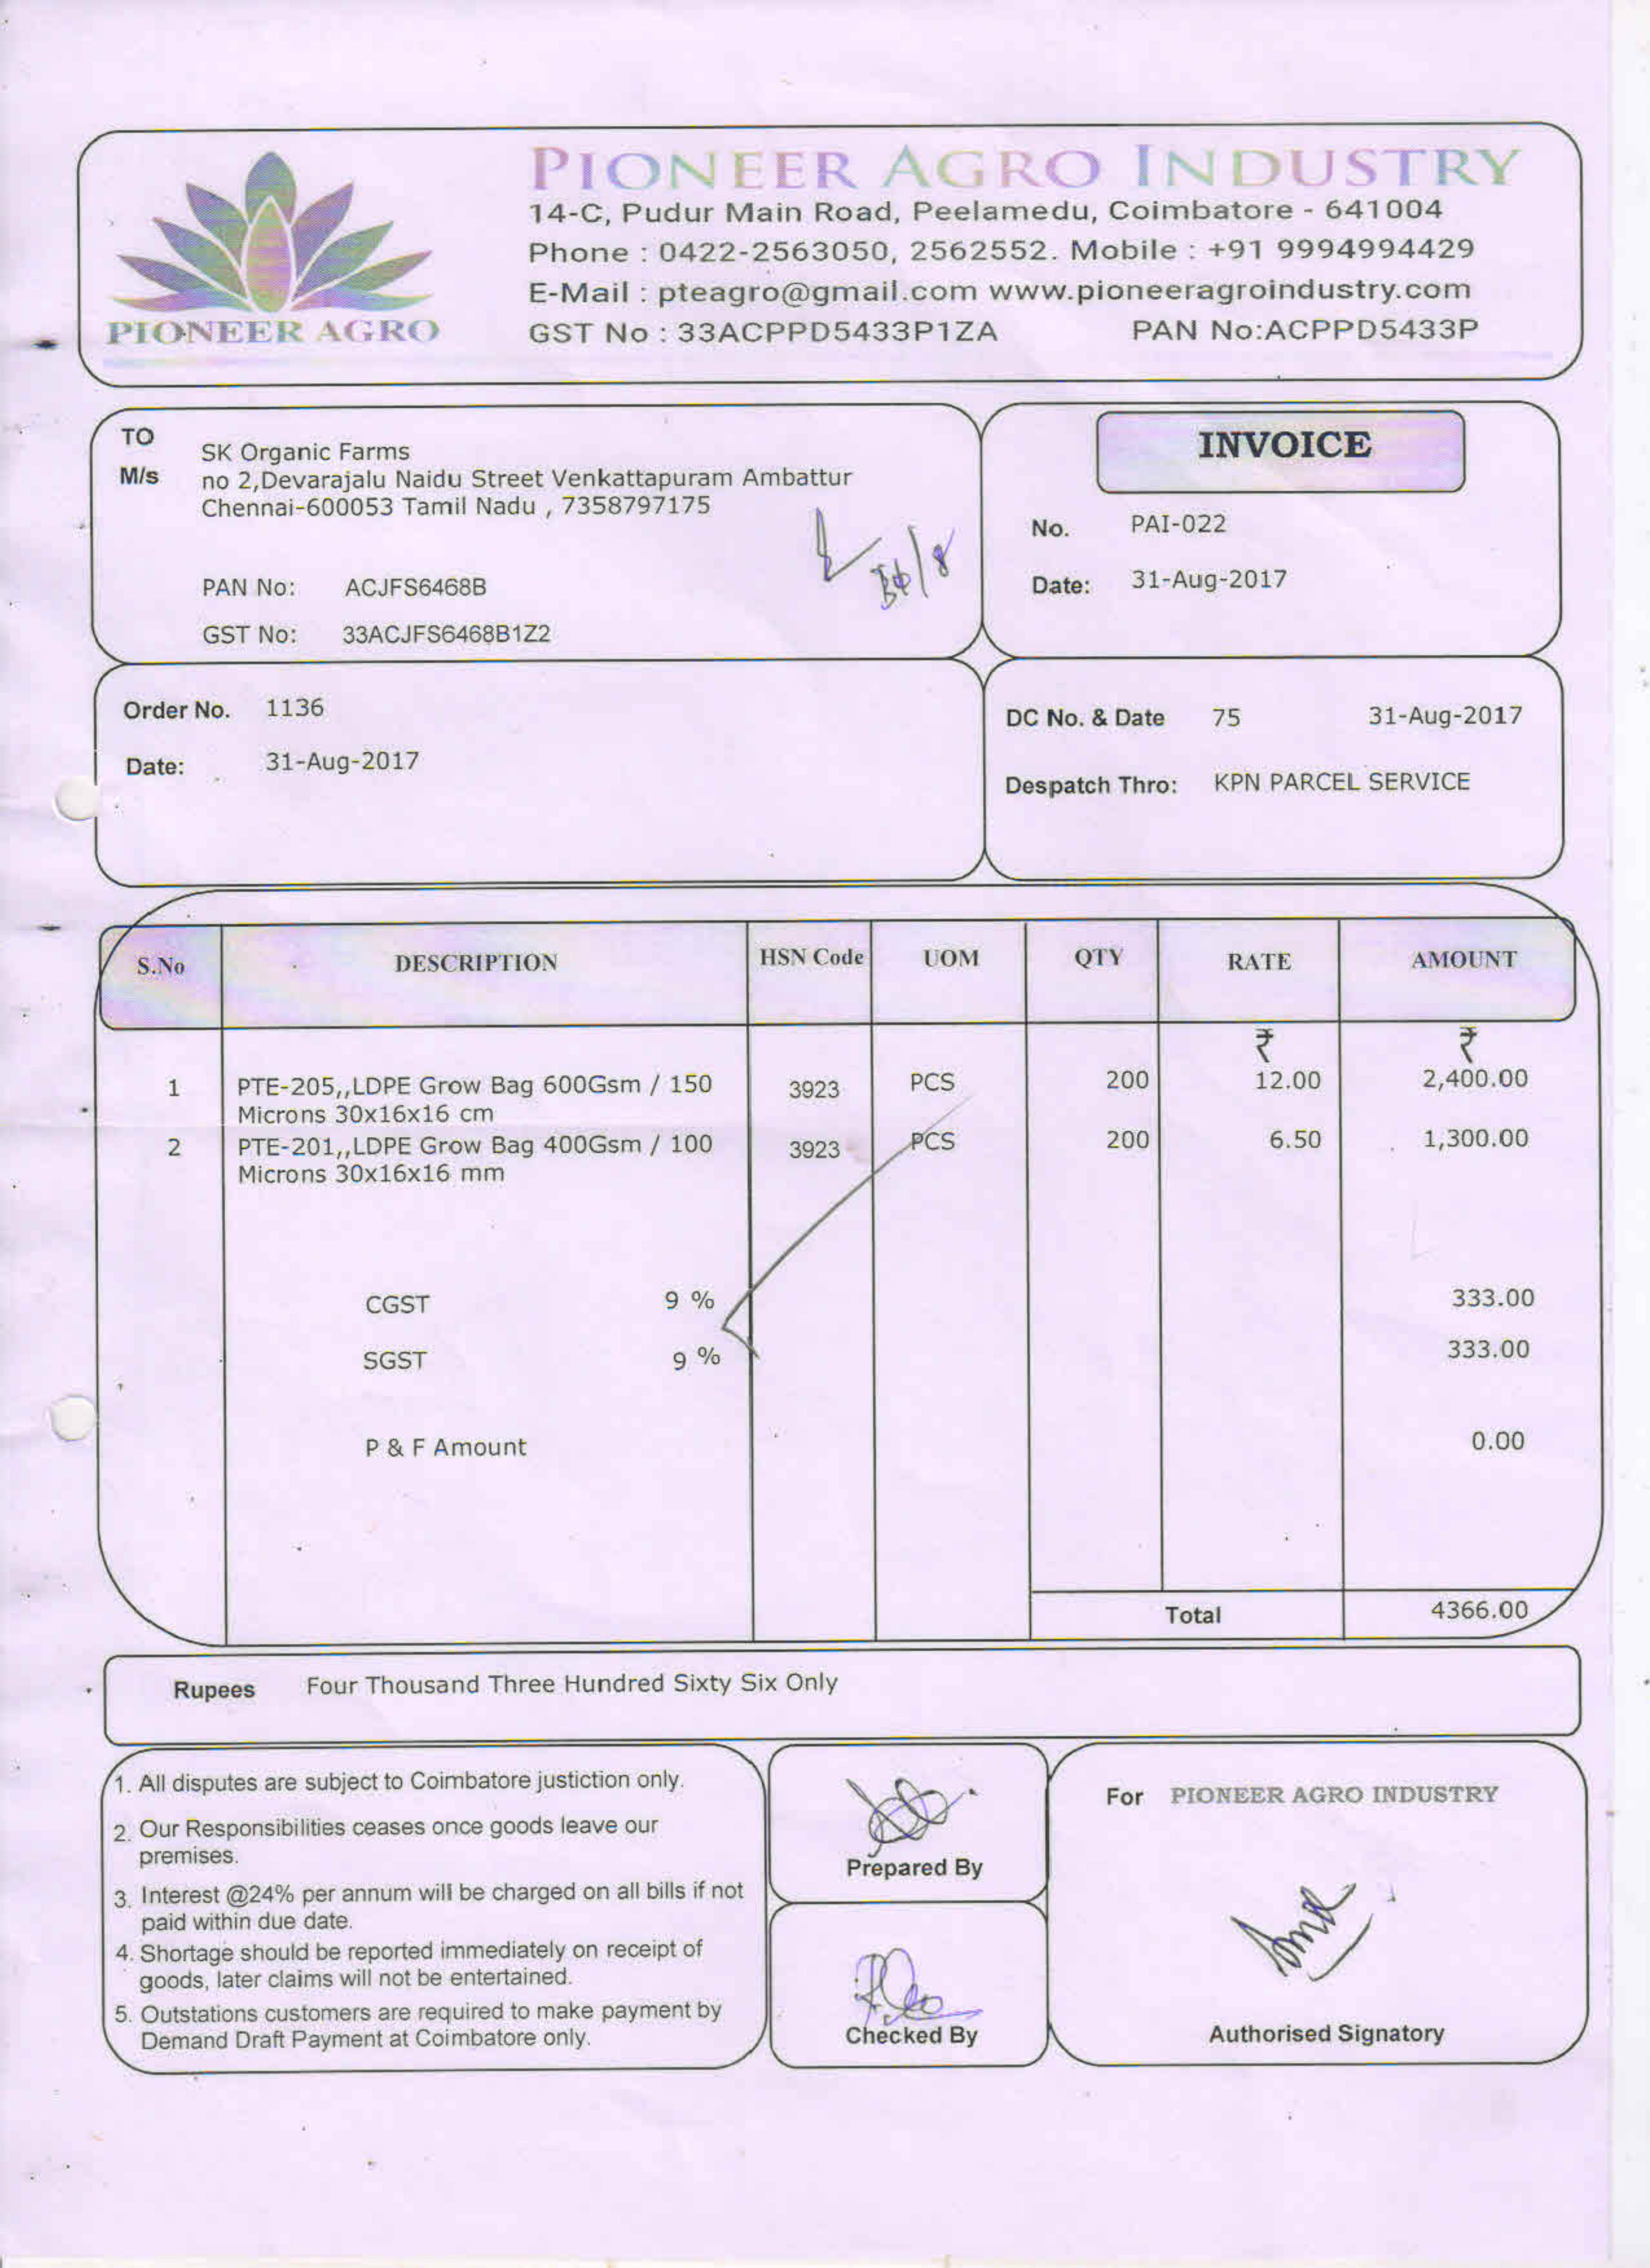 PIONEER AGRO INDUSTRY
14-C, Pudur Main Road, Peelamedu, Coimbatore - 641004
Phone : 0422-2563050, 2562552. Mobile : +91 9994994429
E-Mail : pteagro@gmail.com www.pioneeragroindustry.com
PIONEER AGRO
GST No : 33ACPPD5433P1ZA PAN No:ACPPD5433P
TO
M/s
SK Organic Farms
no 2,Devarajalu Naidu Street Venkattapuram Ambattur
Chennai-600053 Tamil Nadu , 7358797175
PAN No: ACJFS6468B
GST No: 33ACJFS6468B1Z2
INVOICE
No. PAI-022
Date: 31-Aug-2017
Order No. 1136
Date: 31-Aug-2017
DC No. & Date 75 31-Aug-2017
Despatch Thro: KPN PARCEL SERVICE
S.No DESCRIPTION HSN Code UOM QTY RATE AMOUNT
₹ ₹
1 PTE-205,,LDPE Grow Bag 600Gsm / 150 3923 PCS 200 12.00 2,400.00
Microns 30x16x16 cm
2 PTE-201,,LDPE Grow Bag 400Gsm / 100 3923 PCS 200 6.50 1,300.00
Microns 30x16x16 mm
CGST 9 % 333.00
SGST 9 % 333.00
P & F Amount 0.00
Total 4366.00
Rupees Four Thousand Three Hundred Sixty Six Only
1. All disputes are subject to Coimbatore justiction only.
2. Our Responsibilities ceases once goods leave our
premises.
3. Interest @24% per annum will be charged on all bills if not
paid within due date.
4. Shortage should be reported immediately on receipt of
goods, later claims will not be entertained.
5. Outstations customers are required to make payment by
Demand Draft Payment at Coimbatore only.
Prepared By
Checked By
For PIONEER AGRO INDUSTRY
Authorised Signatory